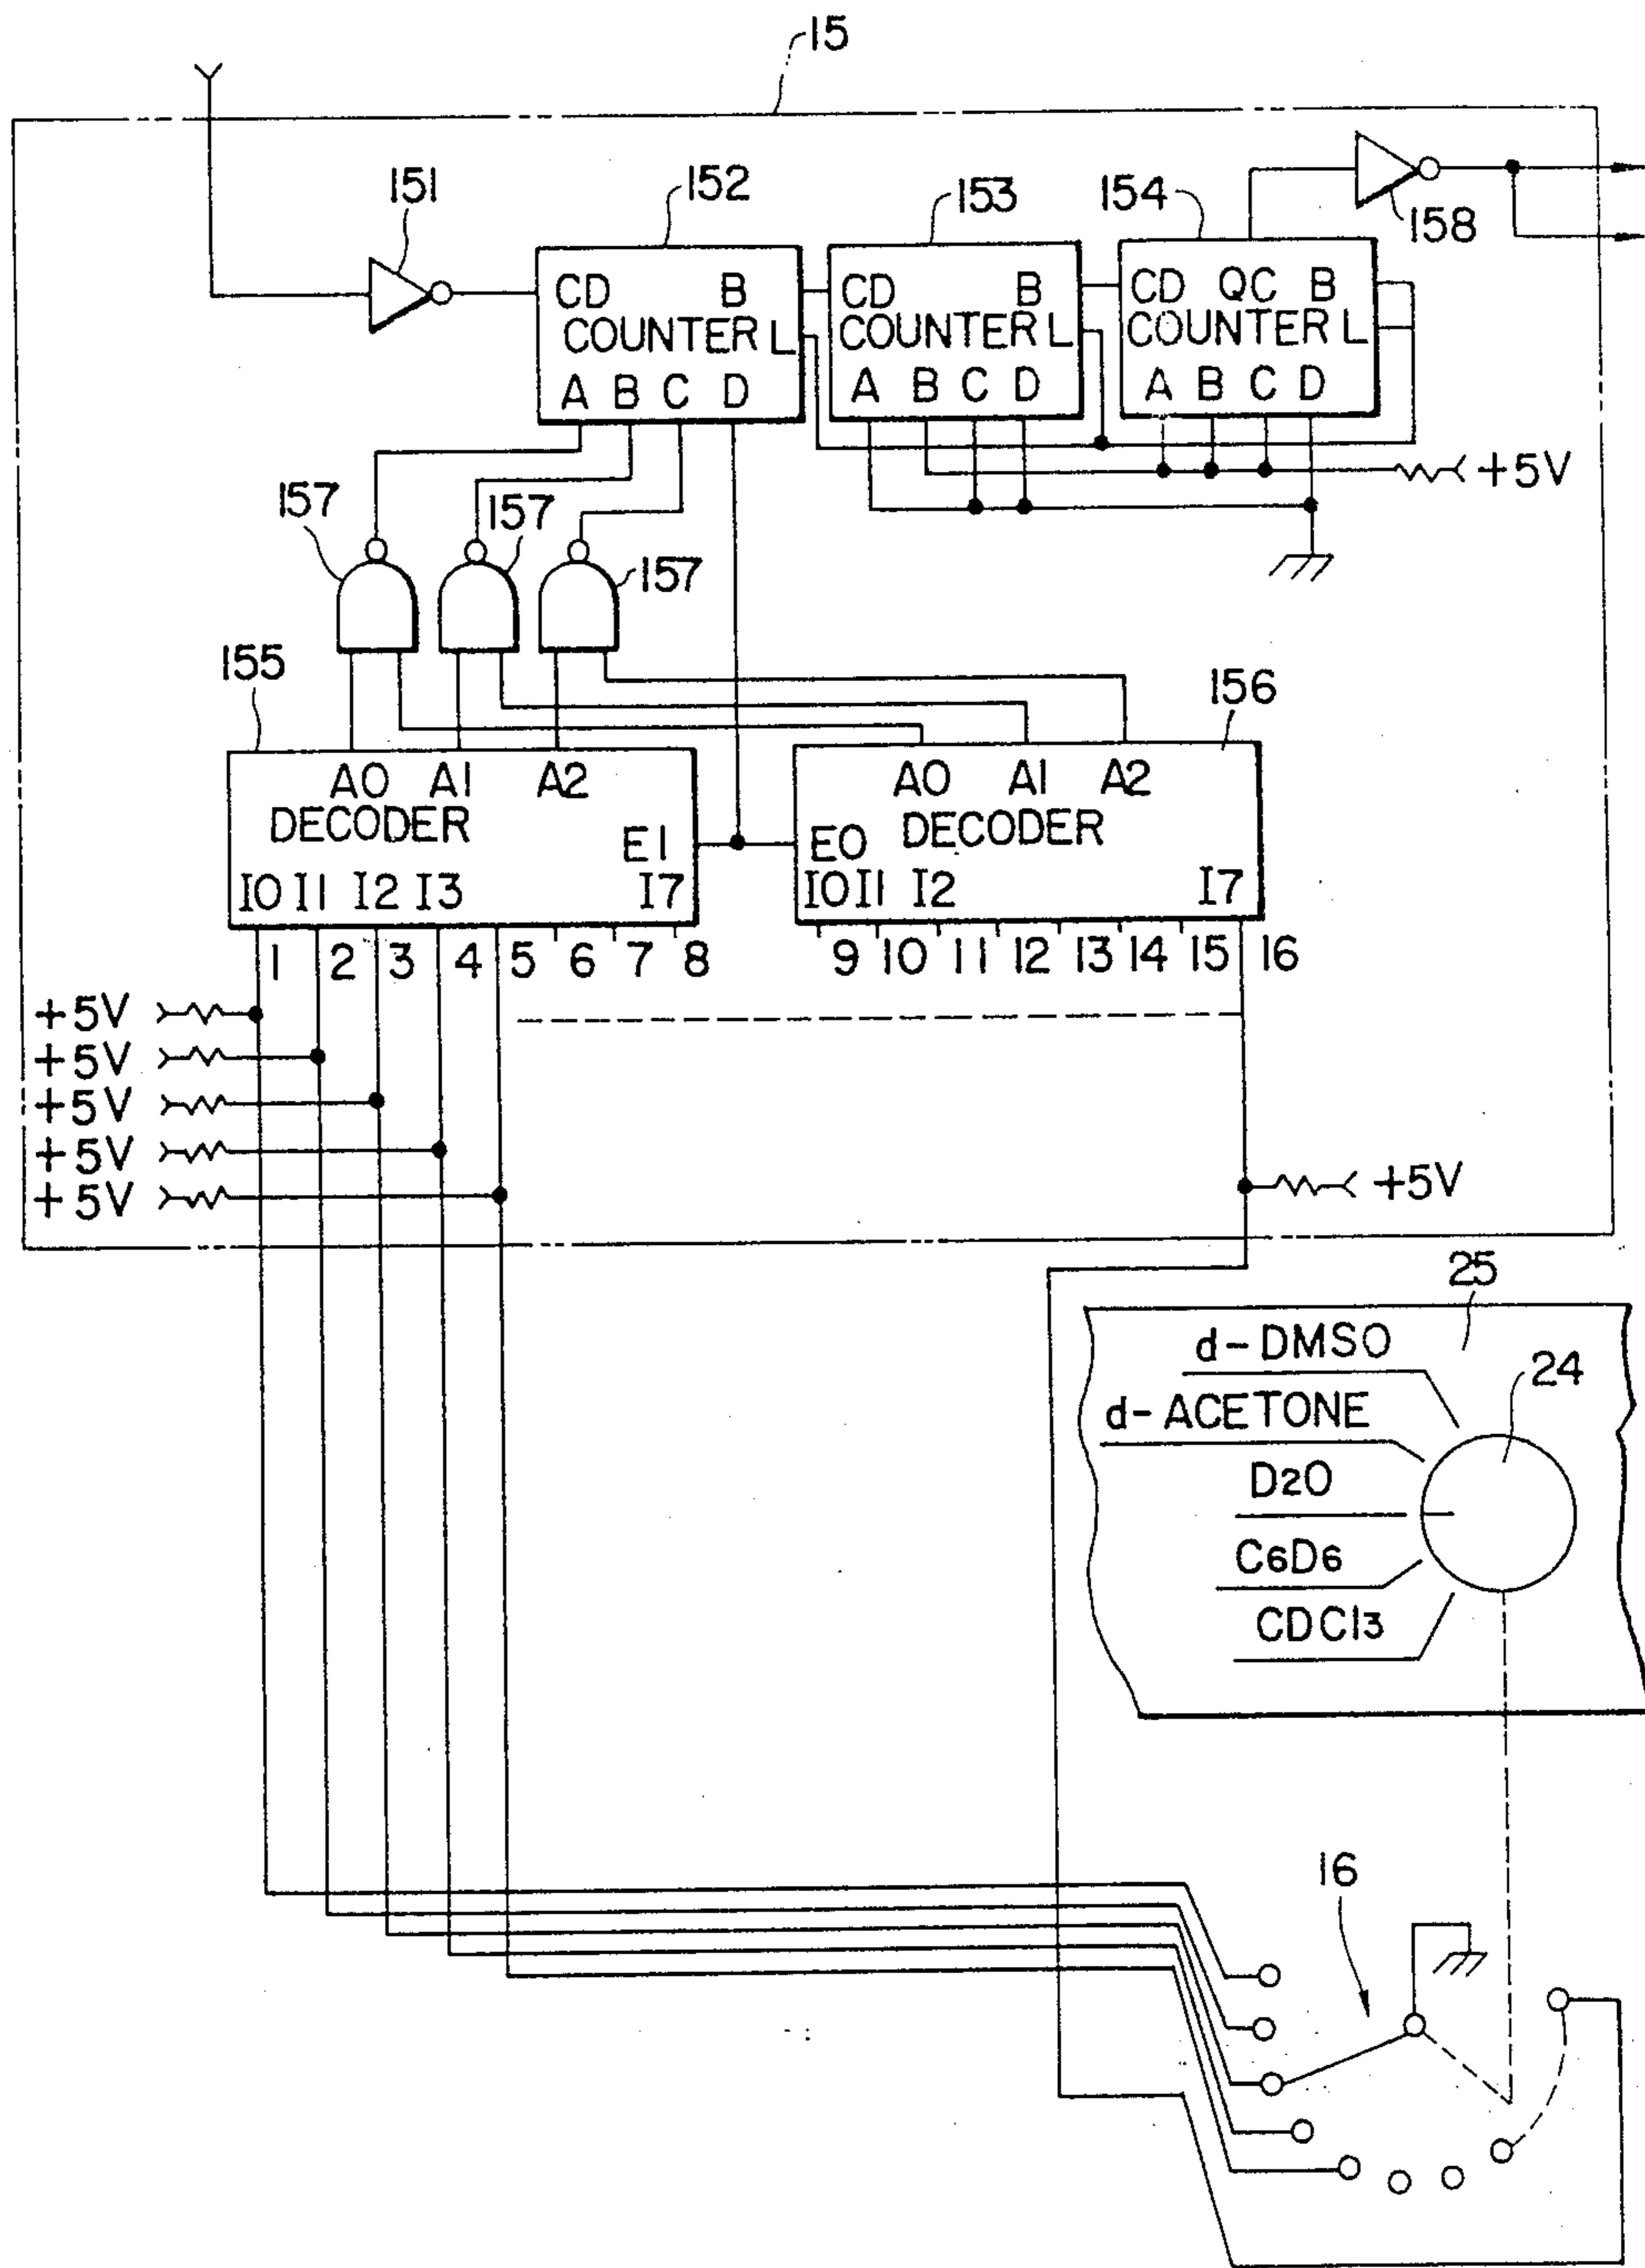 15
151
152
153
154
158
CD B
COUNTER L
A B C D
CD B
COUNTER L
A B C D
CD QC B
COUNTER L
A B C D
+5V
157
157
157
155
156
A0 A1 A2
DECODER
E1
I0 I1 I2 I3 I7
A0 A1 A2
E0 DECODER
I0 I1 I2 I7
1 2 3 4 5 6 7 8 9 10 11 12 13 14 15 16
+5V
+5V
+5V
+5V
+5V
+5V
25
d-DMSO
24
d-ACETONE
D2O
C6D6
CDCl3
16